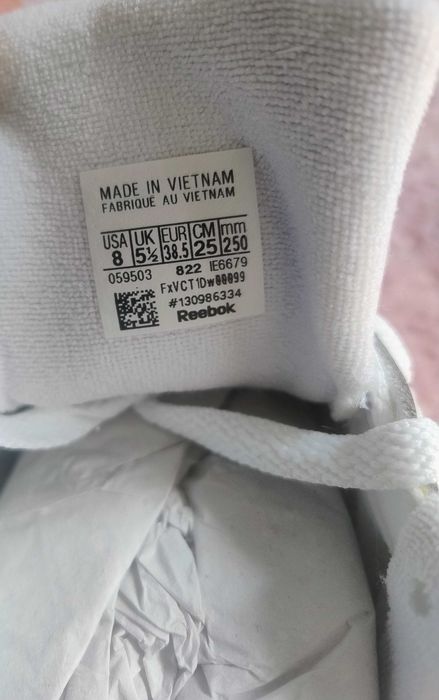 MADE IN VIETNAM
FABRIQUÉ AU VIETNAM
USA UK EUR CM mm
8 5½ 38.5 25 250
059503 822 IE6679
FxVCT1Dw00099
#130986334
Reebok